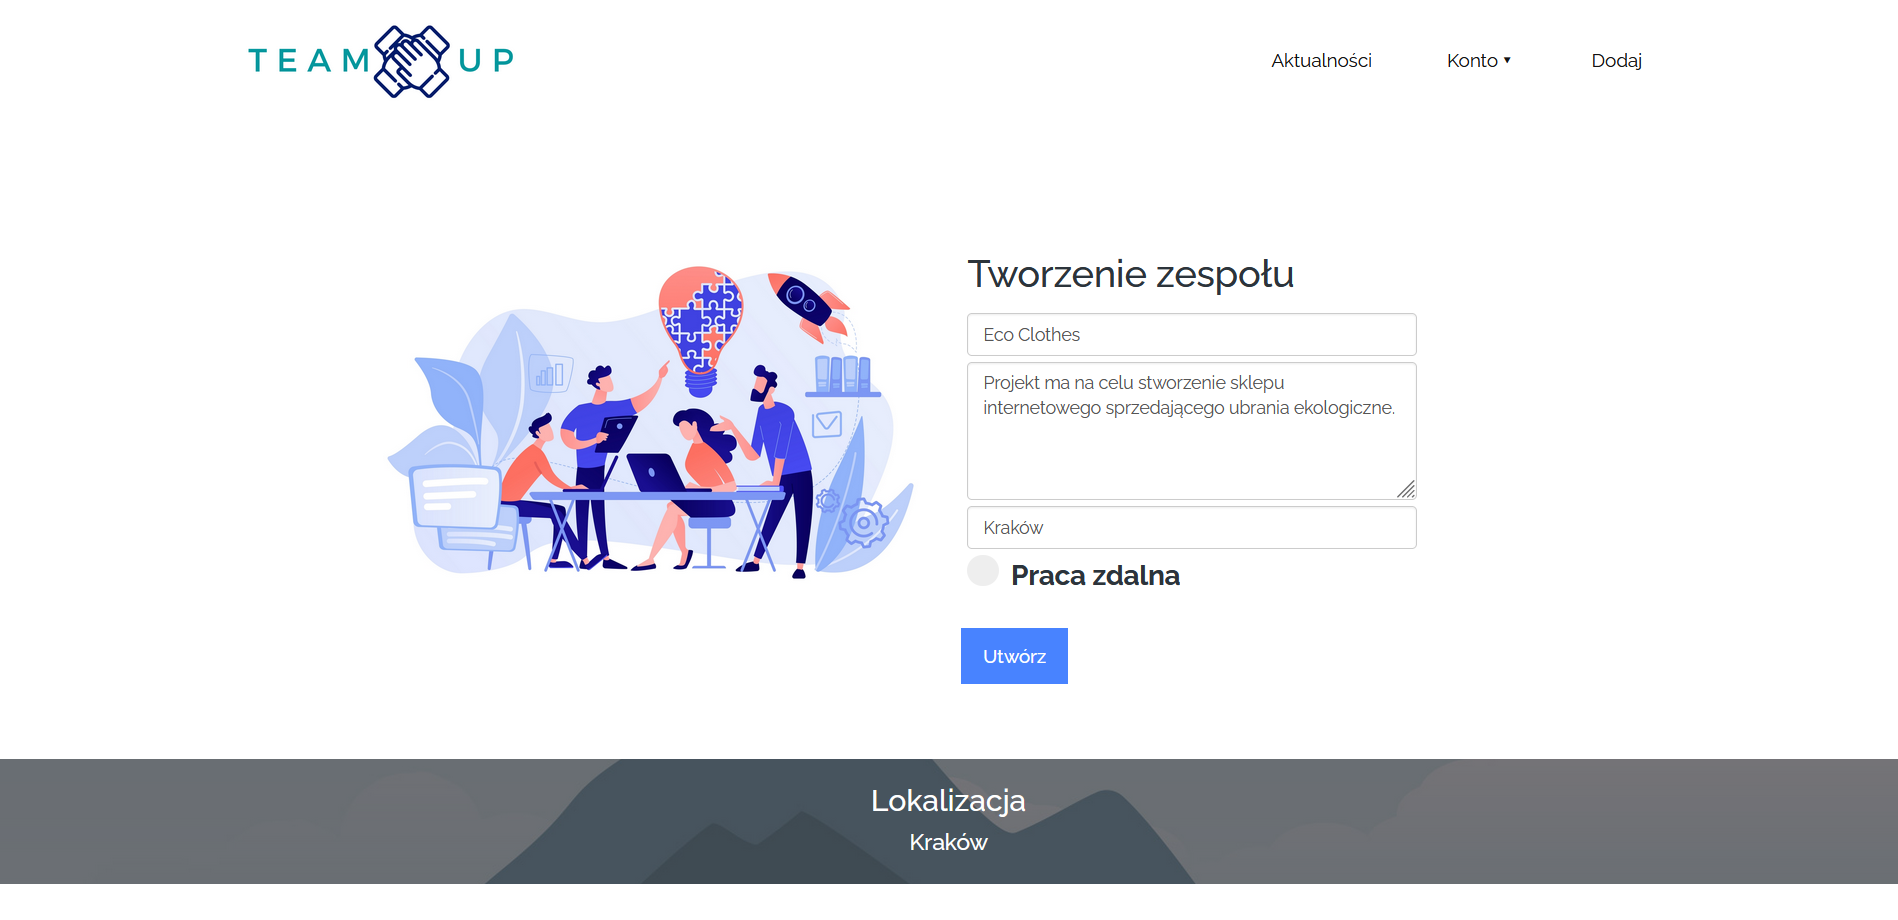 TEAM UP
Aktualności
Konto ▾
Dodaj
Tworzenie zespołu
Eco Clothes
Projekt ma na celu stworzenie sklepu
internetowego sprzedającego ubrania ekologiczne.
Kraków
Praca zdalna
Utwórz
Lokalizacja
Kraków